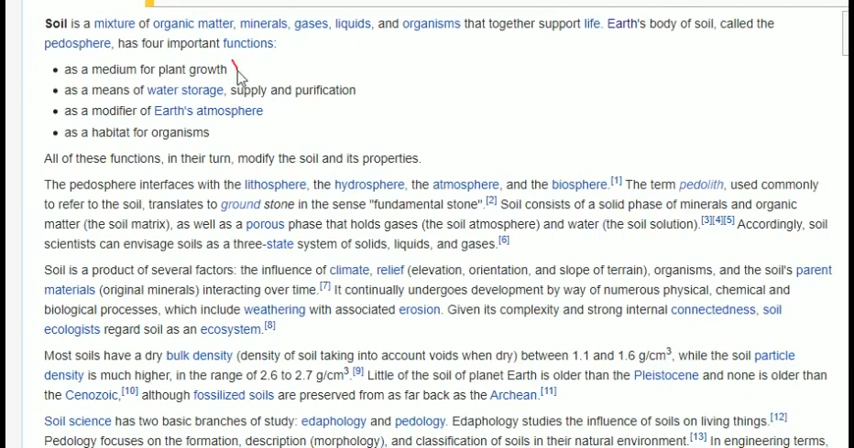 Soil is a mixture of organic matter, minerals, gases, liquids, and organisms that together support life. Earth's body of soil, called the
pedosphere, has four important functions:
• as a medium for plant growth
• as a means of water storage, supply and purification
• as a modifier of Earth's atmosphere
• as a habitat for organisms
All of these functions, in their turn, modify the soil and its properties.
The pedosphere interfaces with the lithosphere, the hydrosphere, the atmosphere, and the biosphere.[1] The term pedolith, used commonly
to refer to the soil, translates to ground stone in the sense "fundamental stone".[2] Soil consists of a solid phase of minerals and organic
matter (the soil matrix), as well as a porous phase that holds gases (the soil atmosphere) and water (the soil solution).[3][4][5] Accordingly, soil
scientists can envisage soils as a three-state system of solids, liquids, and gases.[6]
Soil is a product of several factors: the influence of climate, relief (elevation, orientation, and slope of terrain), organisms, and the soil's parent
materials (original minerals) interacting over time.[7] It continually undergoes development by way of numerous physical, chemical and
biological processes, which include weathering with associated erosion. Given its complexity and strong internal connectedness, soil
ecologists regard soil as an ecosystem.[8]
Most soils have a dry bulk density (density of soil taking into account voids when dry) between 1.1 and 1.6 g/cm³, while the soil particle
density is much higher, in the range of 2.6 to 2.7 g/cm³.[9] Little of the soil of planet Earth is older than the Pleistocene and none is older than
the Cenozoic,[10] although fossilized soils are preserved from as far back as the Archean.[11]
Soil science has two basic branches of study: edaphology and pedology. Edaphology studies the influence of soils on living things.[12]
Pedology focuses on the formation, description (morphology), and classification of soils in their natural environment.[13] In engineering terms,